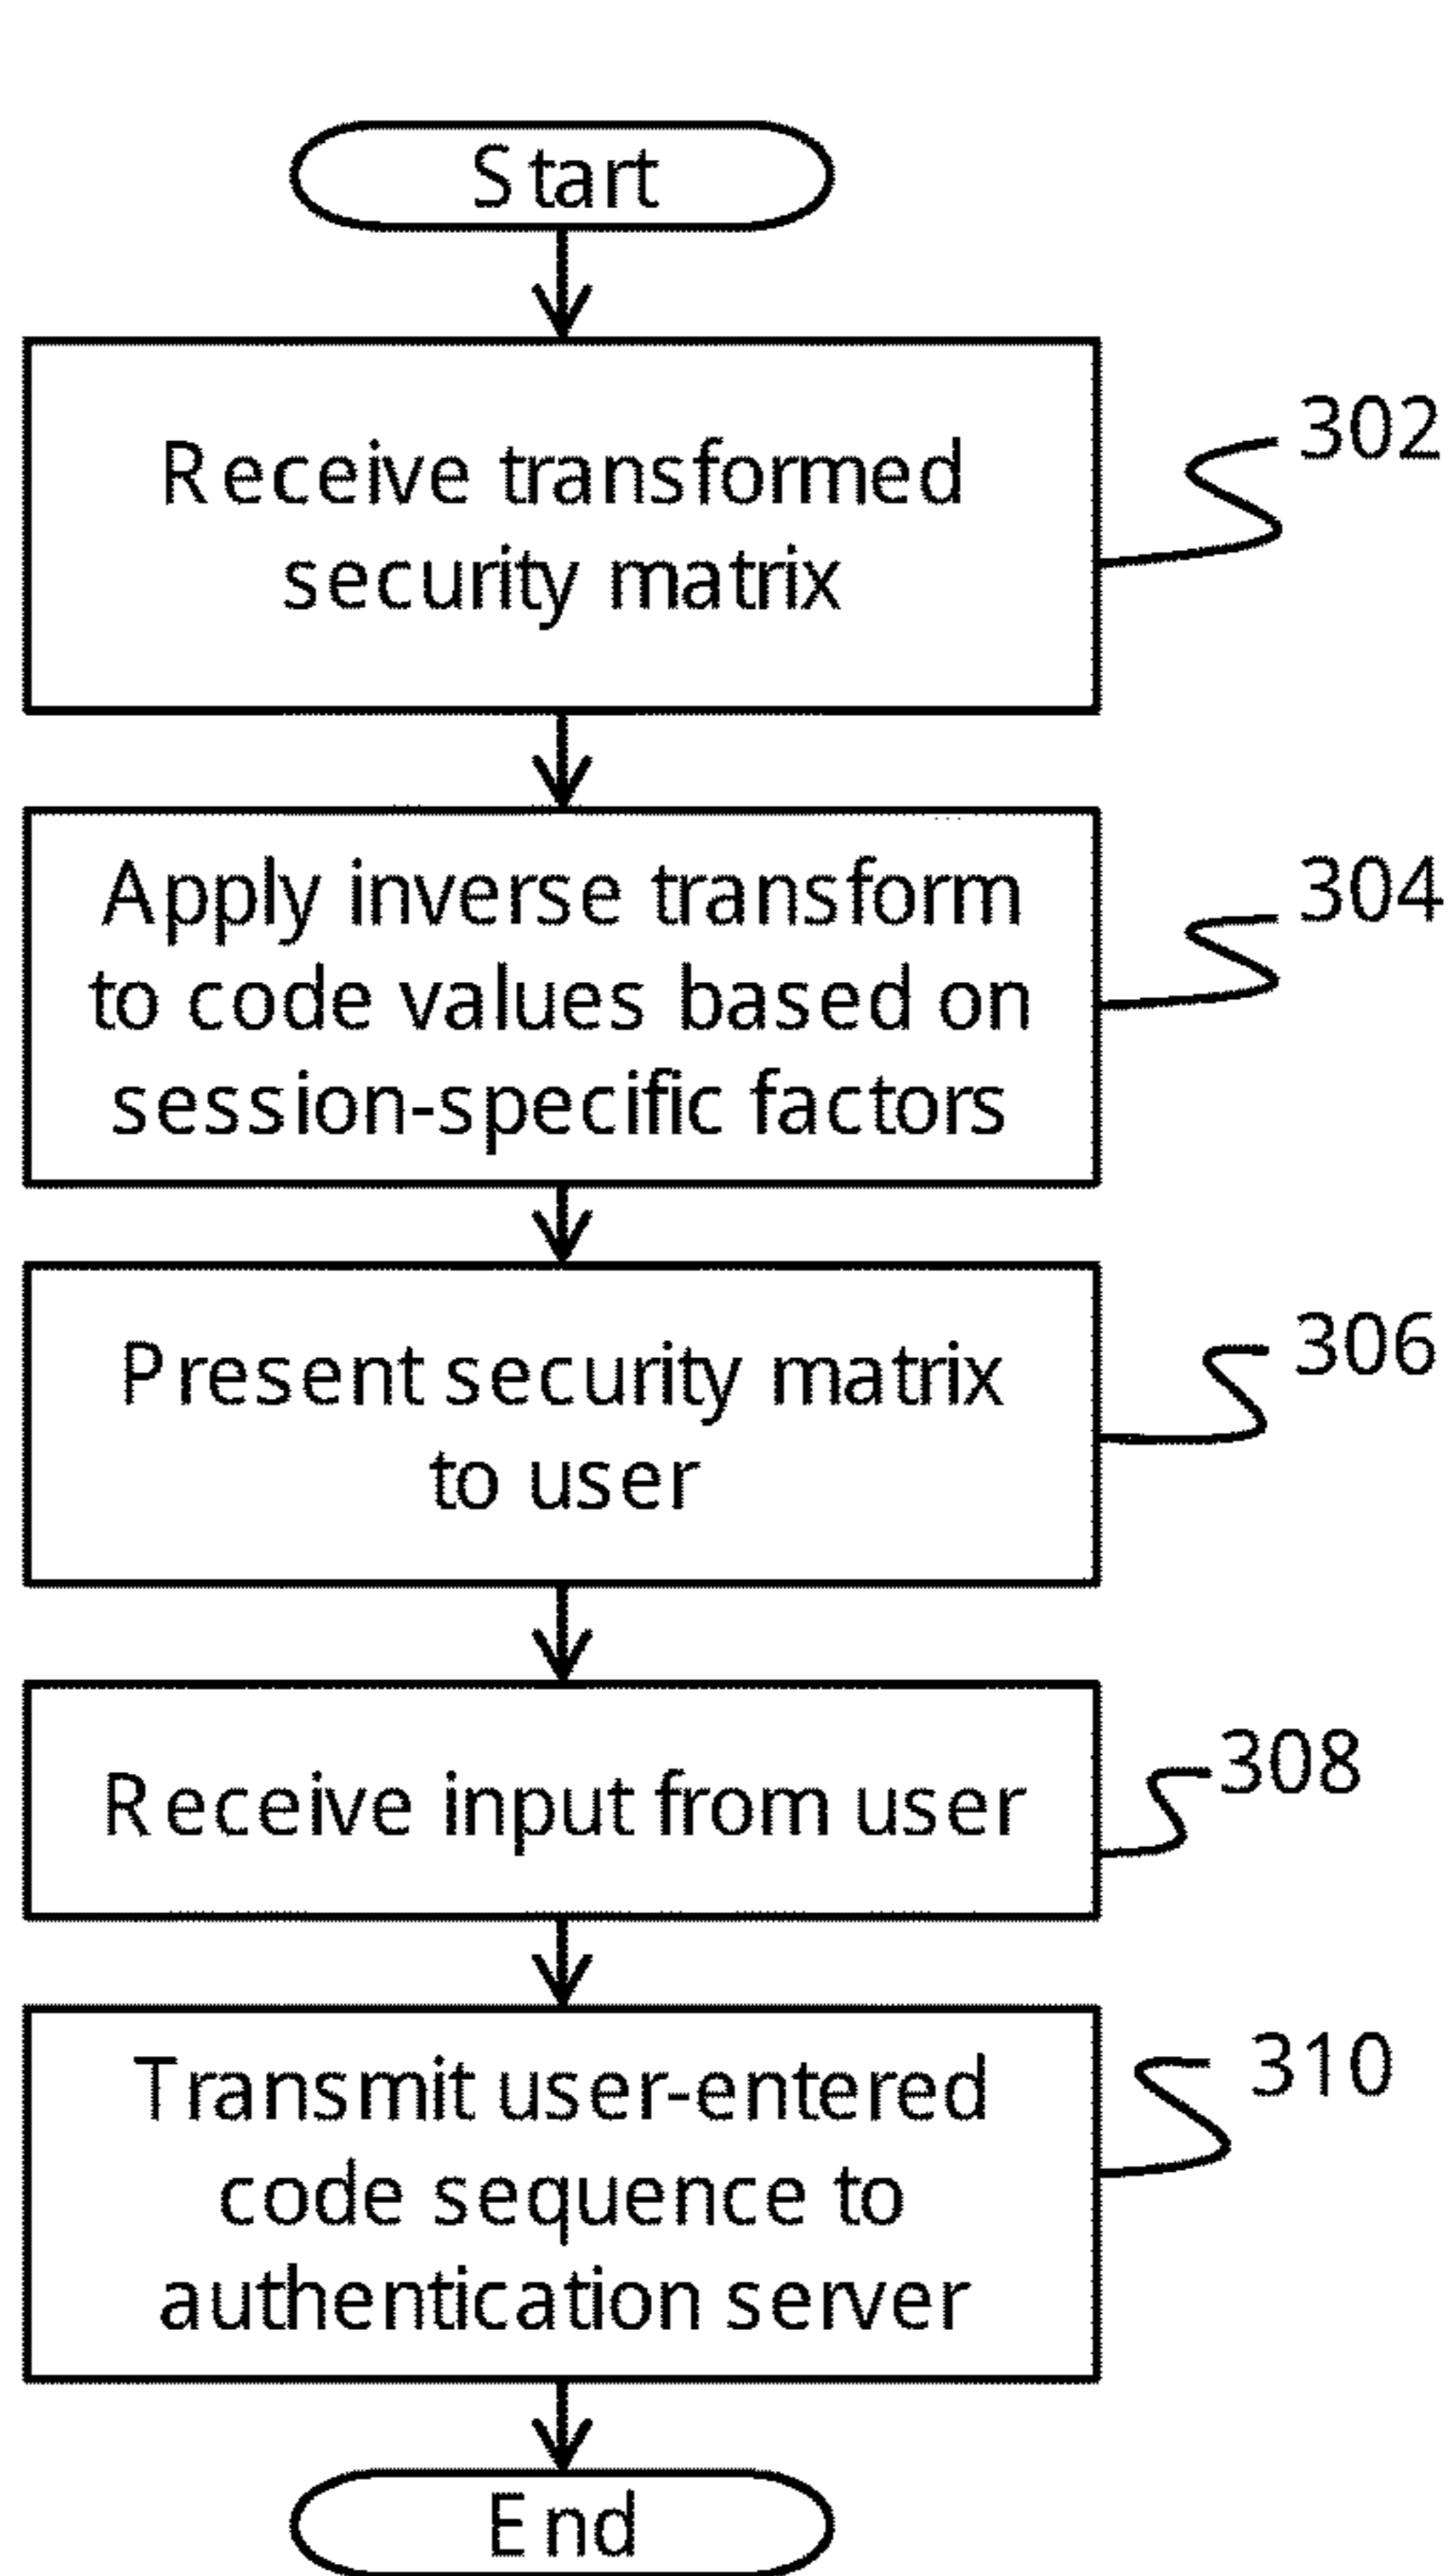 Start
Receive transformed
security matrix
302
Apply inverse transform
to code values based on
session-specific factors
304
Present security matrix
to user
306
Receive input from user
308
Transmit user-entered
code sequence to
authentication server
310
End